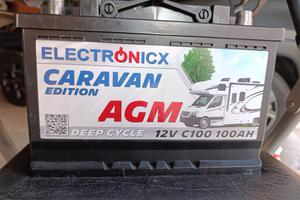 ELECTRONICX
CARAVAN
EDITION
AGM
DEEP CYCLE 12V C100 100AH